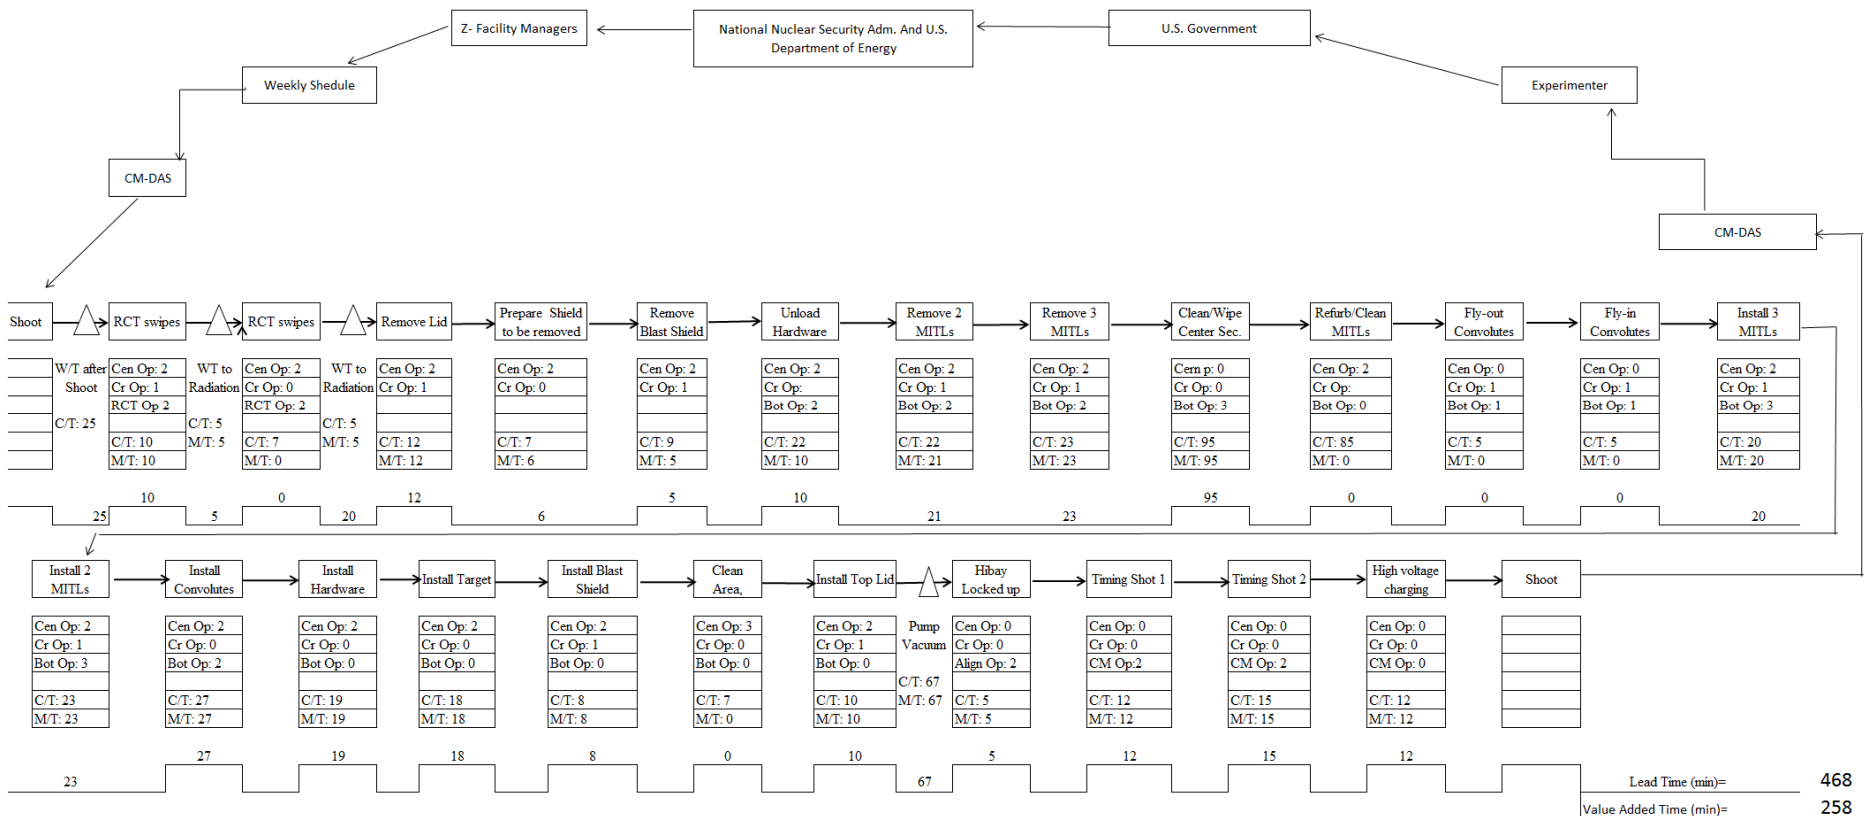 Z- Facility Managers
National Nuclear Security Adm. And U.S.
Department of Energy
U.S. Government
Weekly Shedule
Experimenter
CM-DAS
CM-DAS
Shoot
RCT swipes
RCT swipes
Remove Lid
Prepare Shield
to be removed
Remove
Blast Shield
Unload
Hardware
Remove 2
MITLs
Remove 3
MITLs
Clean/Wipe
Center Sec.
Refurb/Clean
MITLs
Fly-out
Convolutes
Fly-in
Convolutes
Install 3
MITLs
W/T after
Shoot
C/T: 25
Cen Op: 2
Cr Op: 1
RCT Op 2
C/T: 10
M/T: 10
WT to
Radiation
C/T: 5
M/T: 5
Cen Op: 2
Cr Op: 0
RCT Op: 2
C/T: 7
M/T: 0
WT to
Radiation
C/T: 5
M/T: 5
Cen Op: 2
Cr Op: 1
C/T: 12
M/T: 12
Cen Op: 2
Cr Op: 0
C/T: 7
M/T: 6
Cen Op: 2
Cr Op: 1
C/T: 9
M/T: 5
Cen Op: 2
Cr Op:
Bot Op: 2
C/T: 22
M/T: 10
Cen Op: 2
Cr Op: 1
Bot Op: 2
C/T: 22
M/T: 21
Cen Op: 2
Cr Op: 1
Bot Op: 2
C/T: 23
M/T: 23
Cern p: 0
Cr Op: 0
Bot Op: 3
C/T: 95
M/T: 95
Cen Op: 2
Cr Op:
Bot Op: 0
C/T: 85
M/T: 0
Cen Op: 0
Cr Op: 1
Bot Op: 1
C/T: 5
M/T: 0
Cen Op: 0
Cr Op: 1
Bot Op: 1
C/T: 5
M/T: 0
Cen Op: 2
Cr Op: 1
Bot Op: 3
C/T: 20
M/T: 20
25
10
5
0
20
12
6
5
10
21
23
95
0
0
0
20
Install 2
MITLs
Install
Convolutes
Install
Hardware
Install Target
Install Blast
Shield
Clean
Area,
Install Top Lid
Hibay
Locked up
Timing Shot 1
Timing Shot 2
High voltage
charging
Shoot
Cen Op: 2
Cr Op: 1
Bot Op: 3
C/T: 23
M/T: 23
Cen Op: 2
Cr Op: 0
Bot Op: 2
C/T: 27
M/T: 27
Cen Op: 2
Cr Op: 0
Bot Op: 0
C/T: 19
M/T: 19
Cen Op: 2
Cr Op: 0
Bot Op: 0
C/T: 18
M/T: 18
Cen Op: 2
Cr Op: 1
Bot Op: 0
C/T: 8
M/T: 8
Cen Op: 3
Cr Op: 0
Bot Op: 0
C/T: 7
M/T: 0
Cen Op: 2
Cr Op: 1
Bot Op: 0
C/T: 10
M/T: 10
Pump
Vacuum
C/T: 67
M/T: 67
Cen Op: 0
Cr Op: 0
Align Op: 2
C/T: 5
M/T: 5
Cen Op: 0
Cr Op: 0
CM Op:2
C/T: 12
M/T: 12
Cen Op: 0
Cr Op: 0
CM Op: 2
C/T: 15
M/T: 15
Cen Op: 0
Cr Op: 0
CM Op: 0
C/T: 12
M/T: 12
23
27
19
18
8
0
10
67
5
12
15
12
Lead Time (min)= 468
Value Added Time (min)= 258